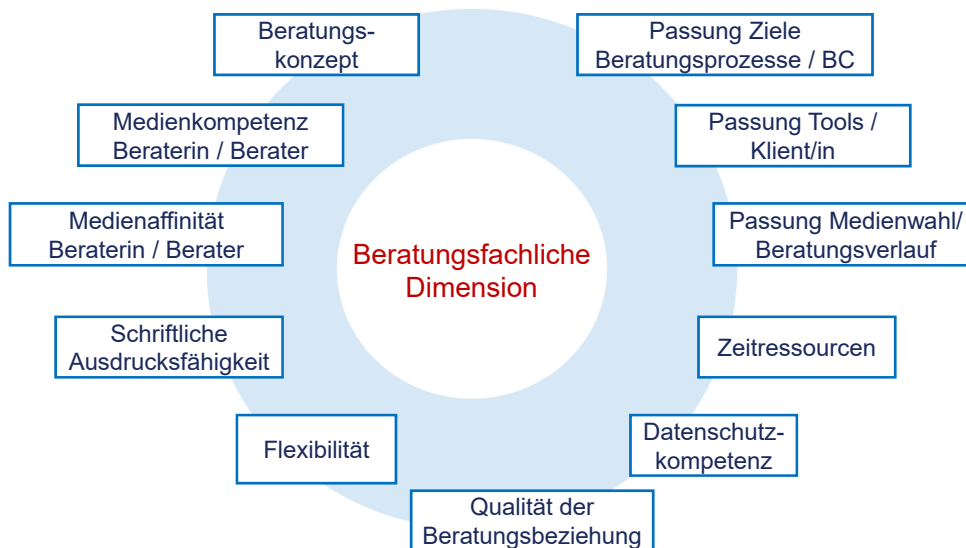 Beratungs-
konzept
Passung Ziele
Beratungsprozesse / BC
Medienkompetenz
Beraterin / Berater
Passung Tools /
Klient/in
Medienaffinität
Beraterin / Berater
Beratungsfachliche
Dimension
Passung Medienwahl/
Beratungsverlauf
Schriftliche
Ausdrucksfähigkeit
Zeitressourcen
Flexibilität
Datenschutz-
kompetenz
Qualität der
Beratungsbeziehung